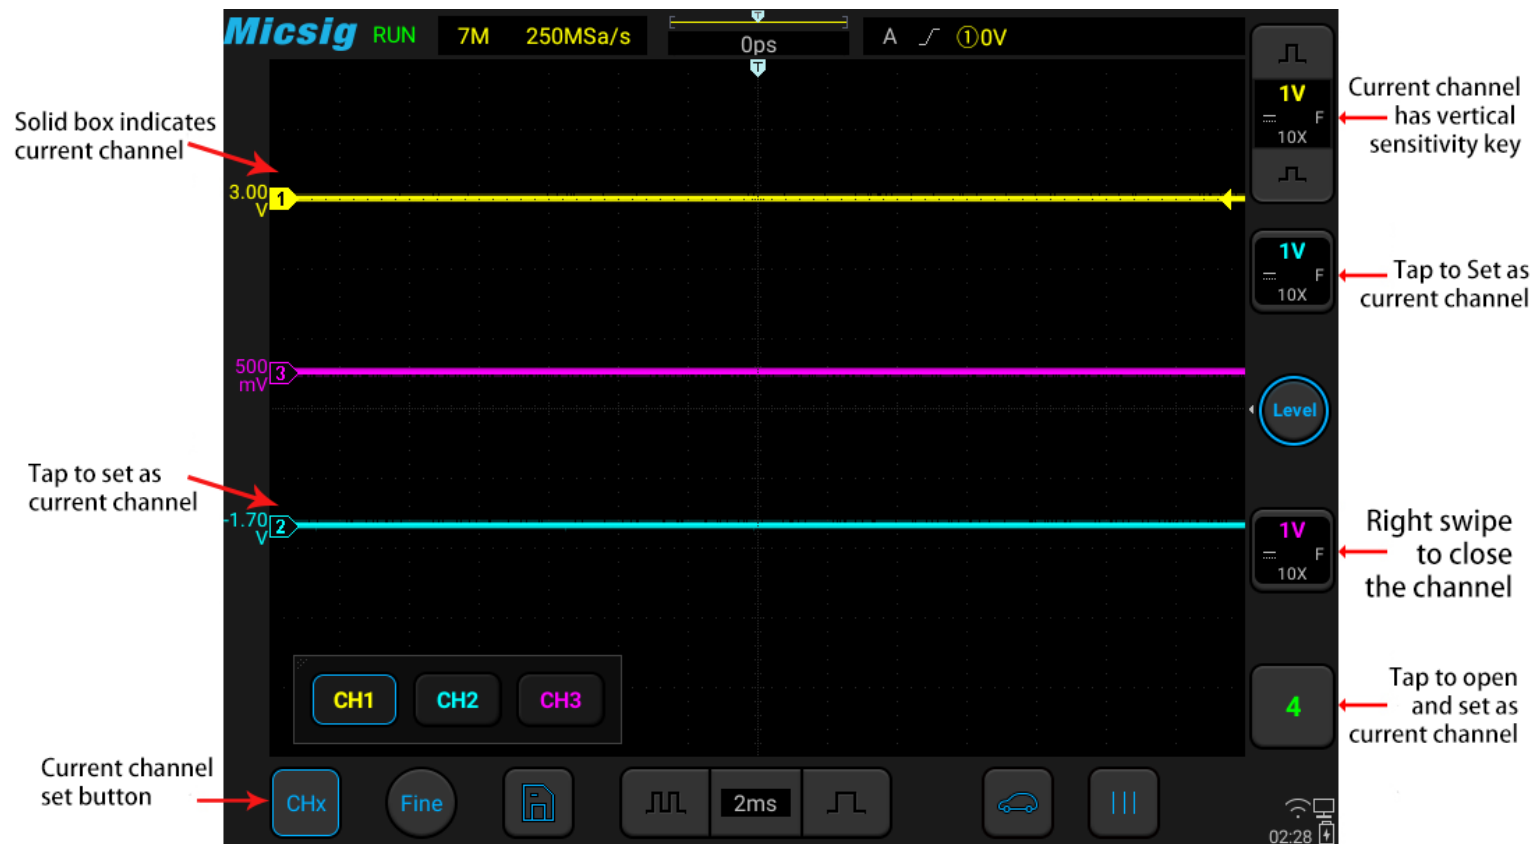 Micsig RUN 7M 250MSa/s T 0ps A ①0V
T
Solid box indicates
current channel
3.00
V
1
500
mV
3
Tap to set as
current channel
-1.70
V
2
CH1 CH2 CH3
Current channel
set button
CHx Fine 2ms
1V
F
10X
Current channel
has vertical
sensitivity key
1V
F
10X
Tap to Set as
current channel
Level
1V
F
10X
Right swipe
to close
the channel
4
Tap to open
and set as
current channel
02:28